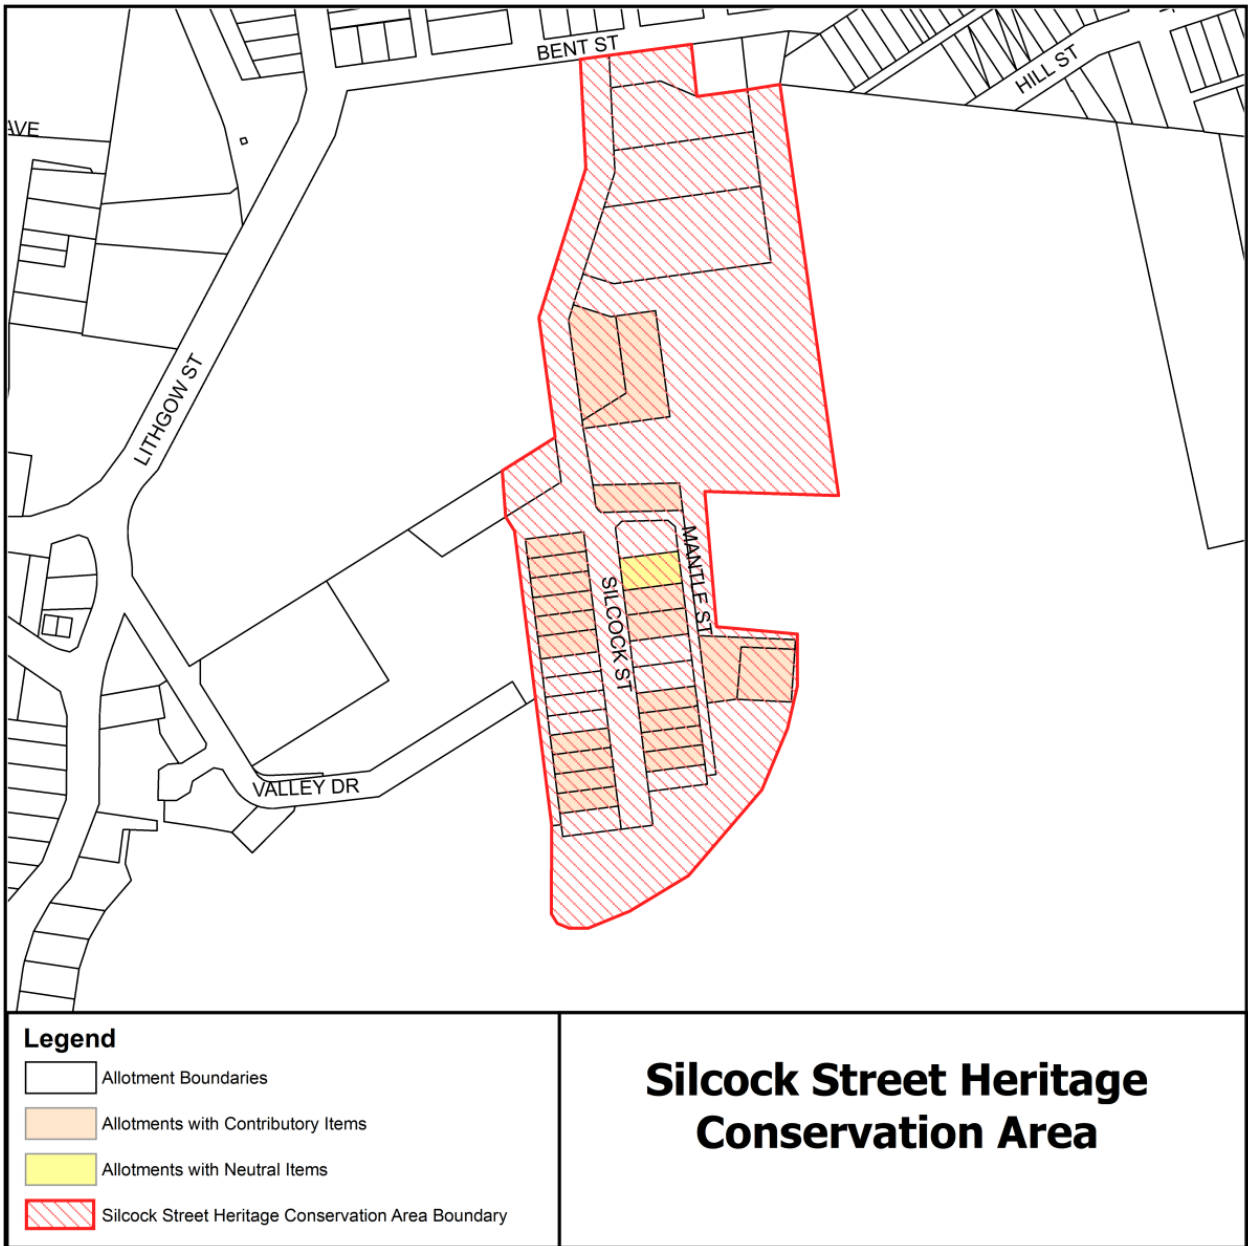 BENT ST
HILL ST
AVE
LITHGOW ST
MANTLE ST
SILCOCK ST
VALLEY DR
Legend
Allotment Boundaries
Allotments with Contributory Items
Allotments with Neutral Items
Silcock Street Heritage Conservation Area Boundary
Silcock Street Heritage
Conservation Area